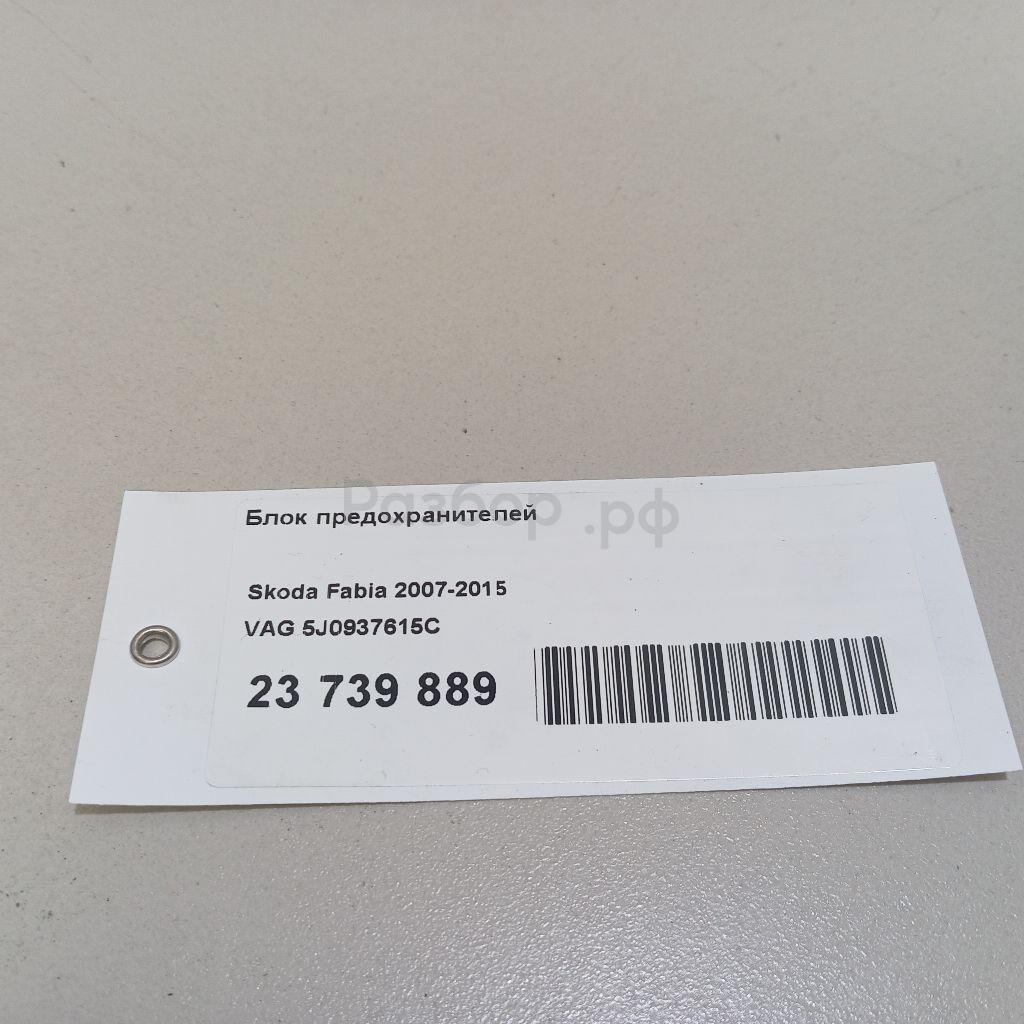 Разбор.рф
Блок предохранителей
Skoda Fabia 2007-2015
VAG 5J0937615C
23 739 889